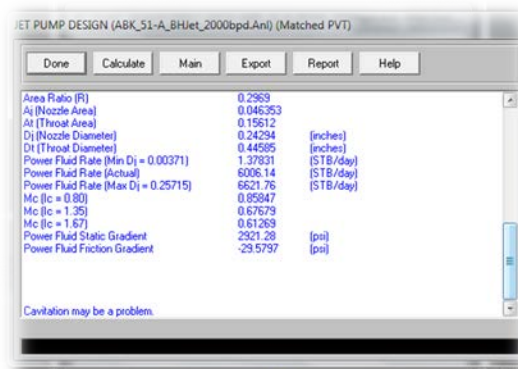 JET PUMP DESIGN (ABK_51-A_BHJet_2000bpd.Anl) (Matched PVT)
Done Calculate Main Export Report Help
Area Ratio (R) 0.2969
Aj (Nozzle Area) 0.046353
At (Throat Area) 0.15612
Dj (Nozzle Diameter) 0.24294 (inches)
Dt (Throat Diameter) 0.44585 (inches)
Power Fluid Rate (Min Dj = 0.00371) 1.37831 (STB/day)
Power Fluid Rate (Actual) 6006.14 (STB/day)
Power Fluid Rate (Max Dj = 0.25715) 6621.76 (STB/day)
Mc (Ic = 0.80) 0.85847
Mc (Ic = 1.35) 0.67679
Mc (Ic = 1.67) 0.61269
Power Fluid Static Gradient 2921.28 (psi)
Power Fluid Friction Gradient -29.5797 (psi)
Cavitation may be a problem.